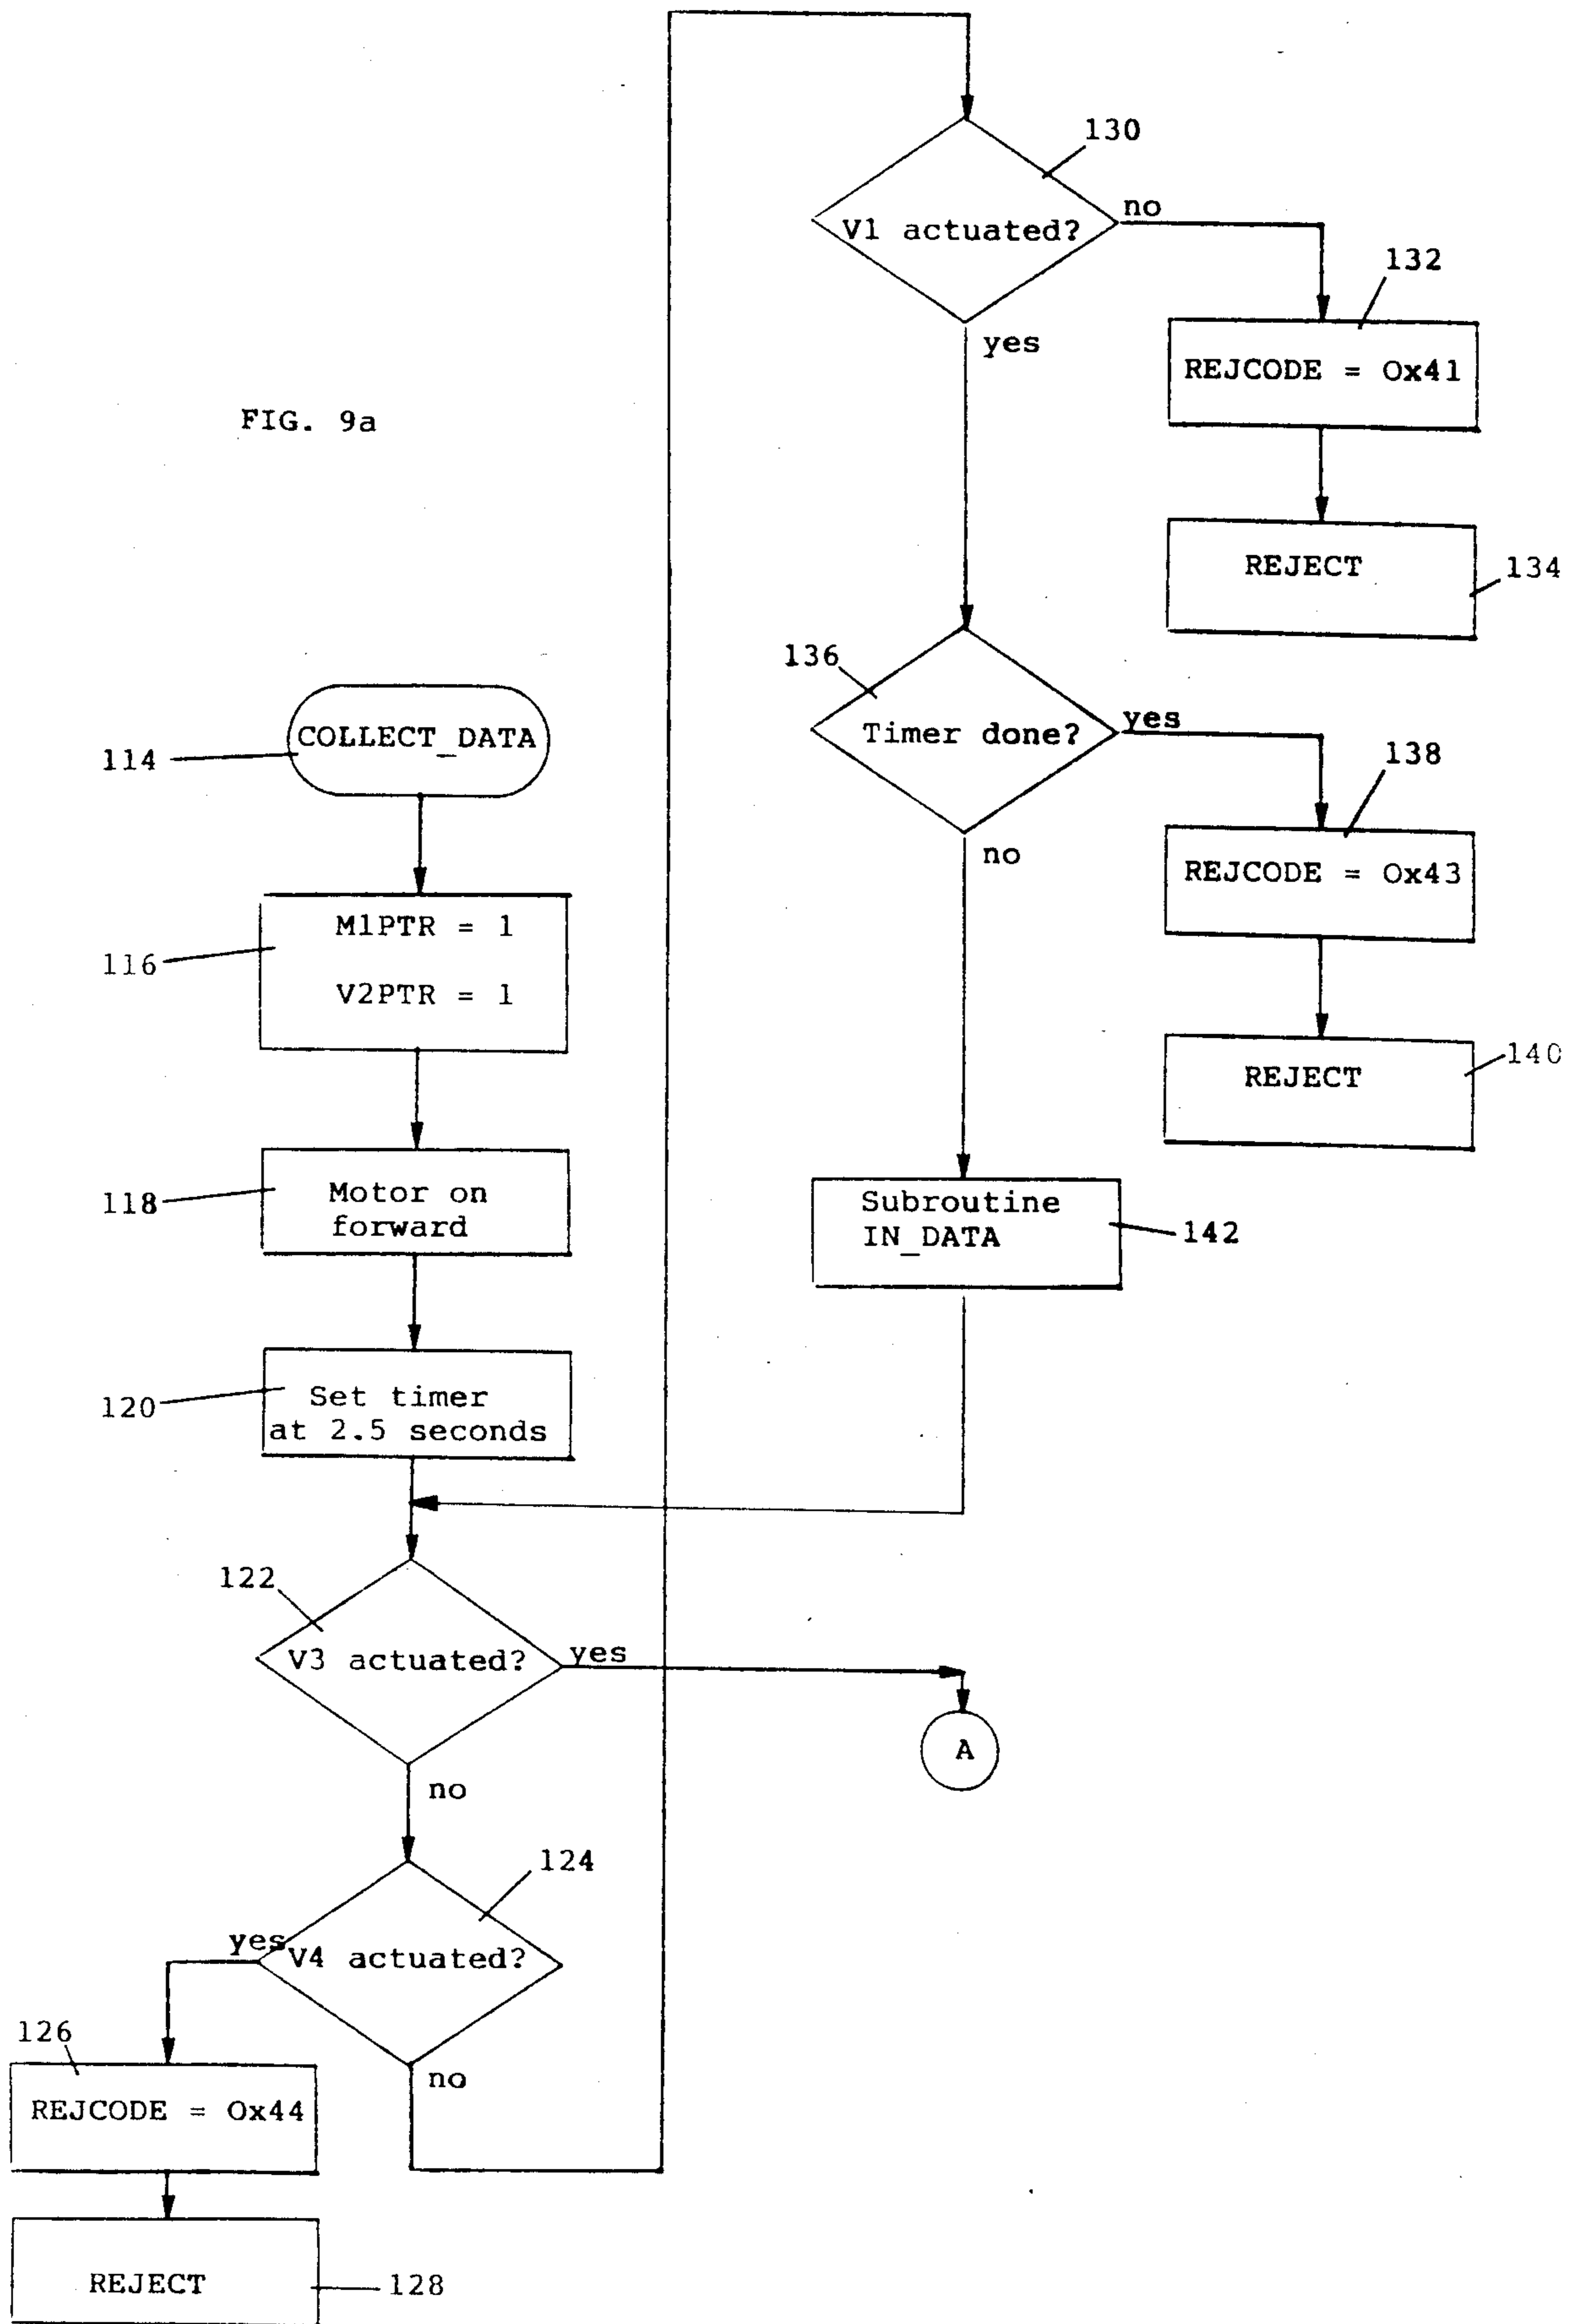 FIG. 9a
COLLECT_DATA
114
M1PTR = 1
V2PTR = 1
116
Motor on
forward
118
Set timer
at 2.5 seconds
120
122
V3 actuated?
yes
A
no
124
V4 actuated?
yes
no
126
REJCODE = Ox44
REJECT
128
130
V1 actuated?
no
yes
132
REJCODE = Ox41
REJECT
134
136
Timer done?
yes
no
138
REJCODE = Ox43
REJECT
140
Subroutine
IN_DATA
142